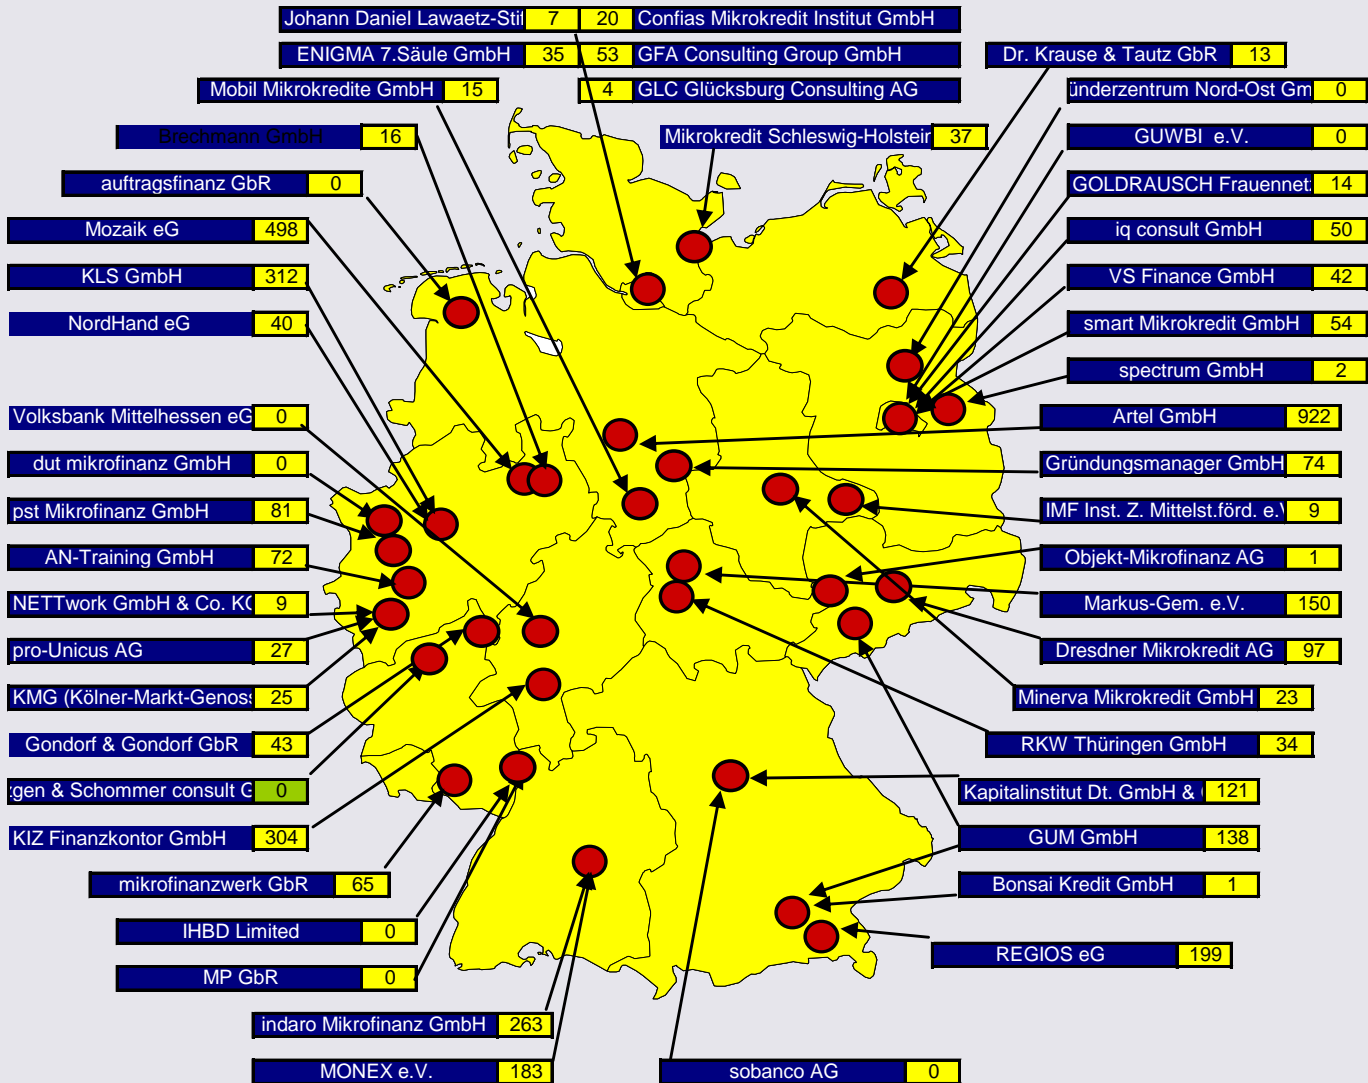 Johann Daniel Lawaetz-Stif 7 20 Confias Mikrokredit Institut GmbH
ENIGMA 7.Säule GmbH 35 53 GFA Consulting Group GmbH
Dr. Krause & Tautz GbR 13
Mobil Mikrokredite GmbH 15 4 GLC Glücksburg Consulting AG
ünderzentrum Nord-Ost Gm 0
Brechmann GmbH 16
Mikrokredit Schleswig-Holstein 37
GUWBI e.V. 0
auftragsfinanz GbR 0
GOLDRAUSCH Frauennetz 14
Mozaik eG 498
iq consult GmbH 50
KLS GmbH 312
VS Finance GmbH 42
NordHand eG 40
smart Mikrokredit GmbH 54
spectrum GmbH 2
Volksbank Mittelhessen eG 0
Artel GmbH 922
dut mikrofinanz GmbH 0
Gründungsmanager GmbH 74
pst Mikrofinanz GmbH 81
IMF Inst. Z. Mittelst.förd. e.V 9
AN-Training GmbH 72
Objekt-Mikrofinanz AG 1
NETTwork GmbH & Co. KG 9
Markus-Gem. e.V. 150
pro-Unicus AG 27
Dresdner Mikrokredit AG 97
KMG (Kölner-Markt-Genoss 25
Minerva Mikrokredit GmbH 23
Gondorf & Gondorf GbR 43
RKW Thüringen GmbH 34
gen & Schommer consult G 0
Kapitalinstitut Dt. GmbH & 121
KIZ Finanzkontor GmbH 304
GUM GmbH 138
mikrofinanzwerk GbR 65
Bonsai Kredit GmbH 1
IHBD Limited 0
REGIOS eG 199
MP GbR 0
indaro Mikrofinanz GmbH 263
MONEX e.V. 183
sobanco AG 0